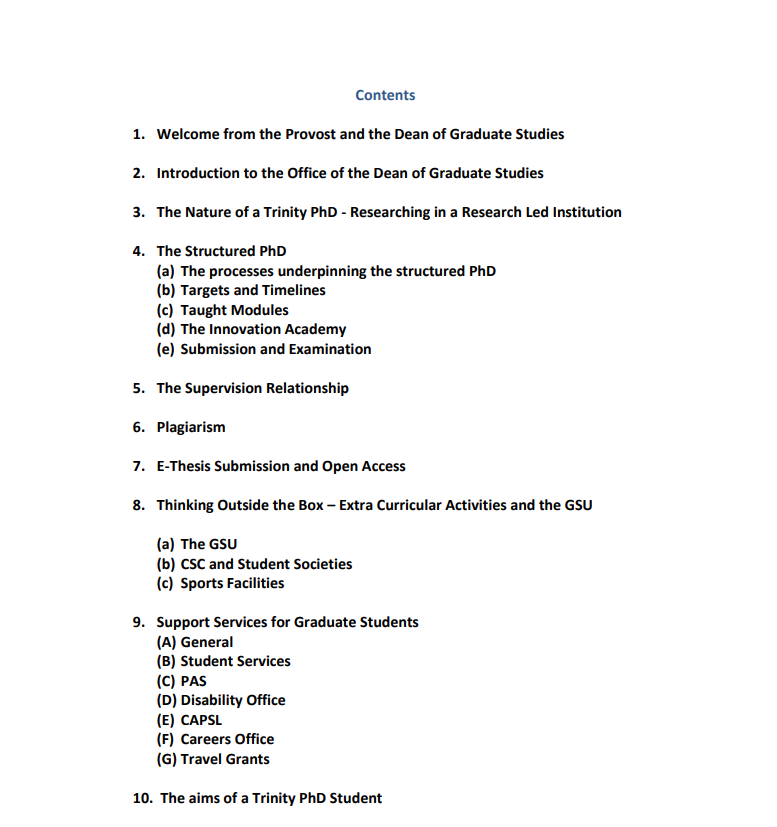 Contents
1. Welcome from the Provost and the Dean of Graduate Studies
2. Introduction to the Office of the Dean of Graduate Studies
3. The Nature of a Trinity PhD - Researching in a Research Led Institution
4. The Structured PhD
(a) The processes underpinning the structured PhD
(b) Targets and Timelines
(c) Taught Modules
(d) The Innovation Academy
(e) Submission and Examination
5. The Supervision Relationship
6. Plagiarism
7. E-Thesis Submission and Open Access
8. Thinking Outside the Box – Extra Curricular Activities and the GSU
(a) The GSU
(b) CSC and Student Societies
(c) Sports Facilities
9. Support Services for Graduate Students
(A) General
(B) Student Services
(C) PAS
(D) Disability Office
(E) CAPSL
(F) Careers Office
(G) Travel Grants
10. The aims of a Trinity PhD Student